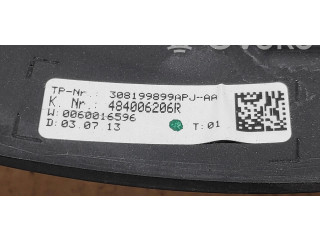 TP-Nr.: 308199899APJ--AA
K. Nr.: 484006206R
W:0060016596
D:03.07 13 T:01